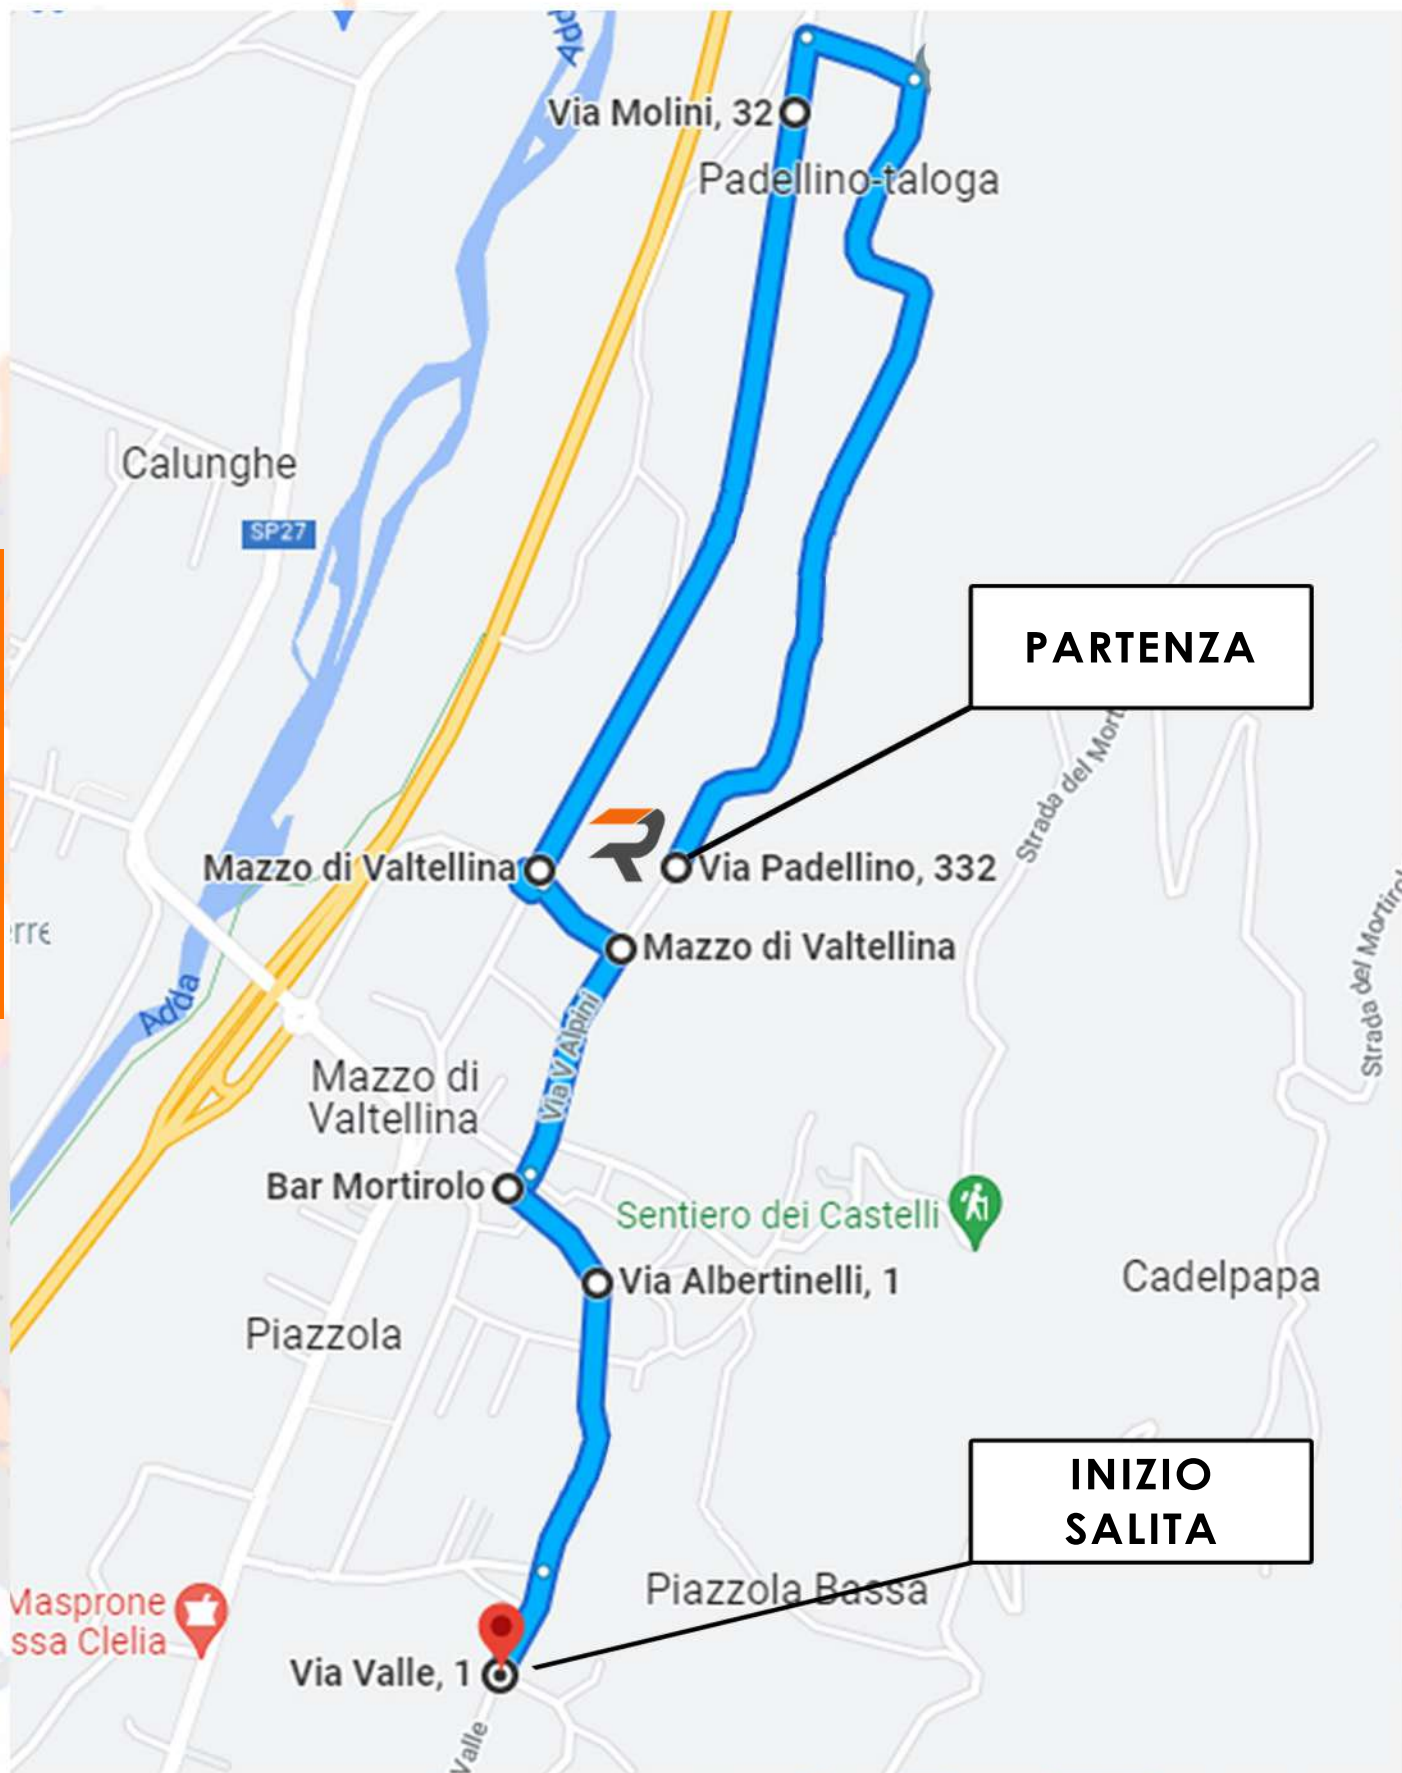 Via Molini, 32
Padellino-taloga
Calunghe
SP27
PARTENZA
Strada del Mort
Mazzo di Valtellina
Via Padellino, 332
Mazzo di Valtellina
Strada del Mortirol
Adda
Via V Alpini
Mazzo di
Valtellina
Bar Mortirolo
Sentiero dei Castelli
Via Albertinelli, 1
Cadelpapa
Piazzola
INIZIO
SALITA
Piazzola Bassa
Masprone
ssa Clelia
Via Valle, 1
Valle